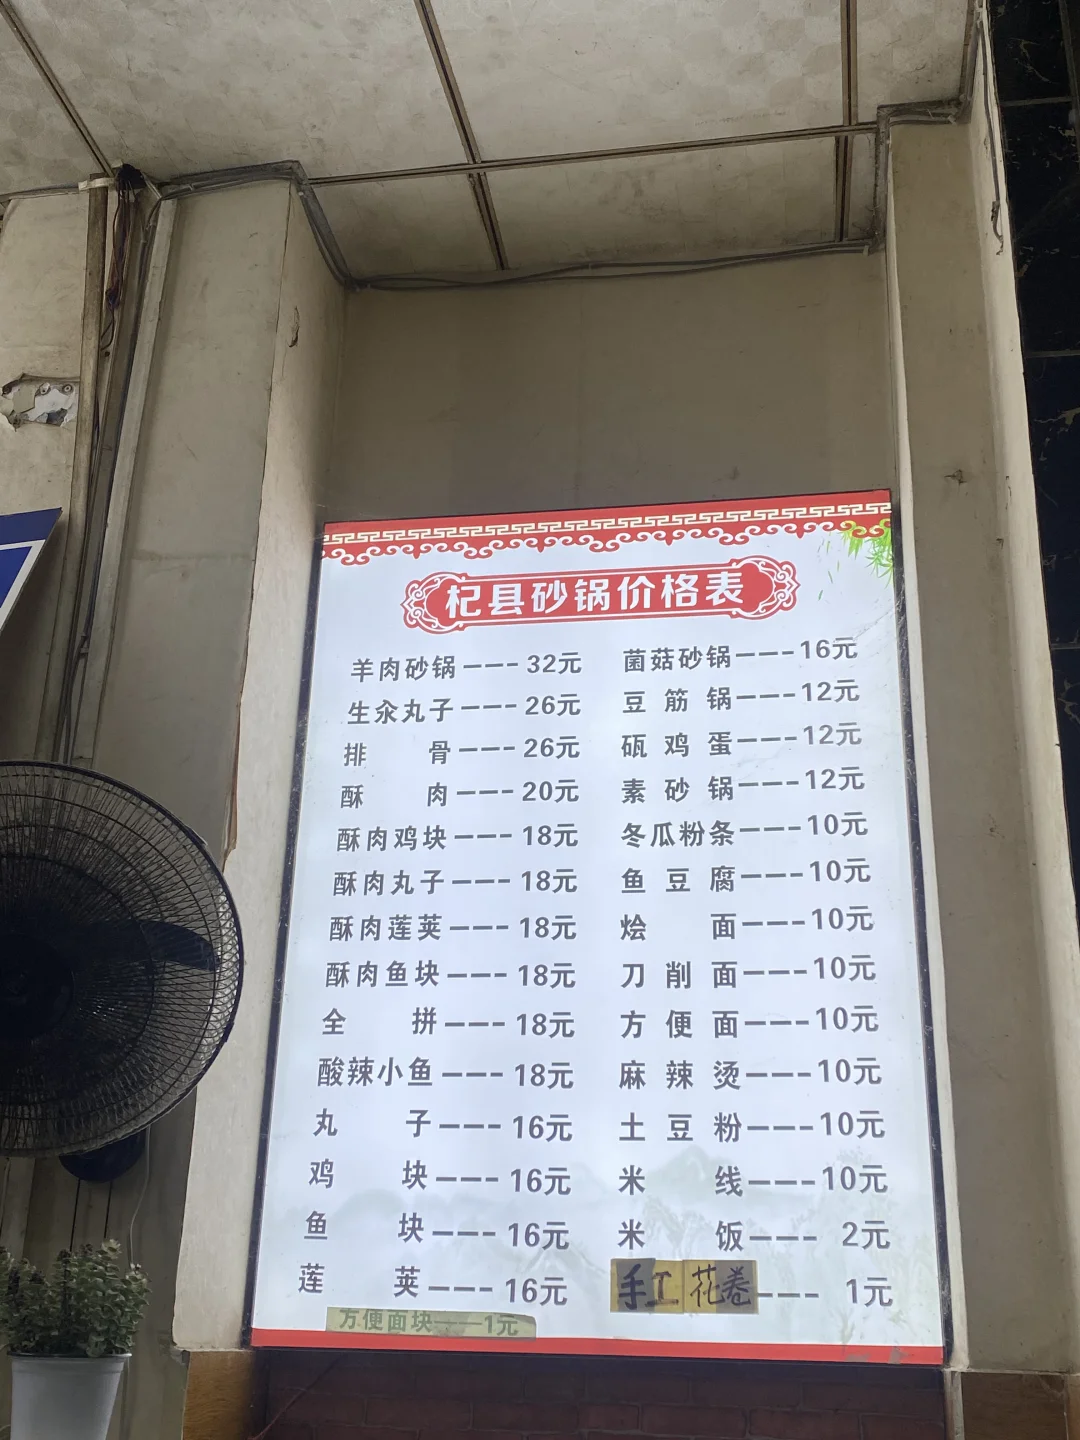 杞县砂锅价格表
羊肉砂锅---32元
生汆丸子---26元
排骨---26元
酥肉---20元
酥肉鸡块---18元
酥肉丸子---18元
酥肉莲荚---18元
酥肉鱼块---18元
全拼---18元
酸辣小鱼---18元
丸子---16元
鸡块---16元
鱼块---16元
莲荚---16元
方便面块——1元
菌菇砂锅---16元
豆筋锅---12元
砙鸡蛋---12元
素砂锅---12元
冬瓜粉条---10元
鱼豆腐---10元
烩面---10元
刀削面---10元
方便面---10元
麻辣烫---10元
土豆粉---10元
米线---10元
米饭--- 2元
手工花卷--- 1元